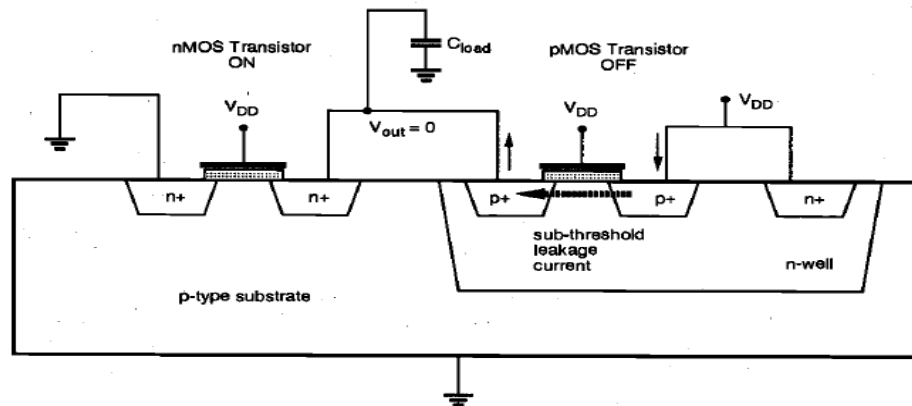 nMOS Transistor
ON
C_load
pMOS Transistor
OFF
V_DD
V_out = 0
V_DD
V_DD
n+
n+
p+
p+
n+
sub-threshold
leakage
current
n-well
p-type substrate